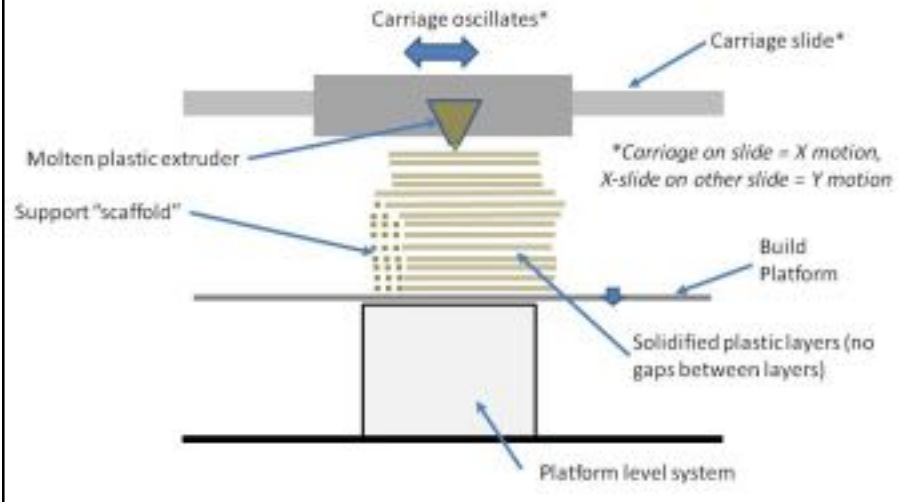 Carriage oscillates*
Carriage slide*
Molten plastic extruder
*Carriage on slide = X motion,
X-slide on other slide = Y motion
Support "scaffold"
Build
Platform
Solidified plastic layers (no
gaps between layers)
Platform level system